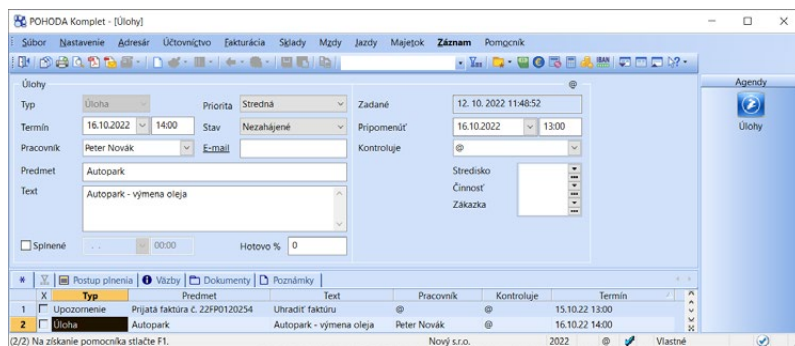 POHODA Komplet - [Úlohy]
Súbor Nastavenie Adresár Účtovníctvo Fakturácia Sklady Mzdy Jazdy Majetok Záznam Pomocník
Úlohy @ Agendy
Typ Úloha Priorita Stredná Zadané 12. 10. 2022 11:48:52
Úlohy
Termín 16.10.2022 14:00 Stav Nezahájené Pripomenúť 16.10.2022 13:00
Pracovník Peter Novák E-mail Kontroluje @
Predmet Autopark Stredisko
Text Autopark - výmena oleja Činnosť
Zákazka
Splnené . . 00:00 Hotovo % 0
* Postup plnenia Väzby Dokumenty Poznámky
X Typ Predmet Text Pracovník Kontroluje Termín
1 Upozornenie Prijatá faktúra č. 22FP0120254 Uhradiť faktúru @ @ 15.10.22 13:00
2 Úloha Autopark Autopark - výmena oleja Peter Novák @ 16.10.22 14:00
(2/2) Na získanie pomocníka stlačte F1. Nový s.r.o. 2022 @ Vlastné